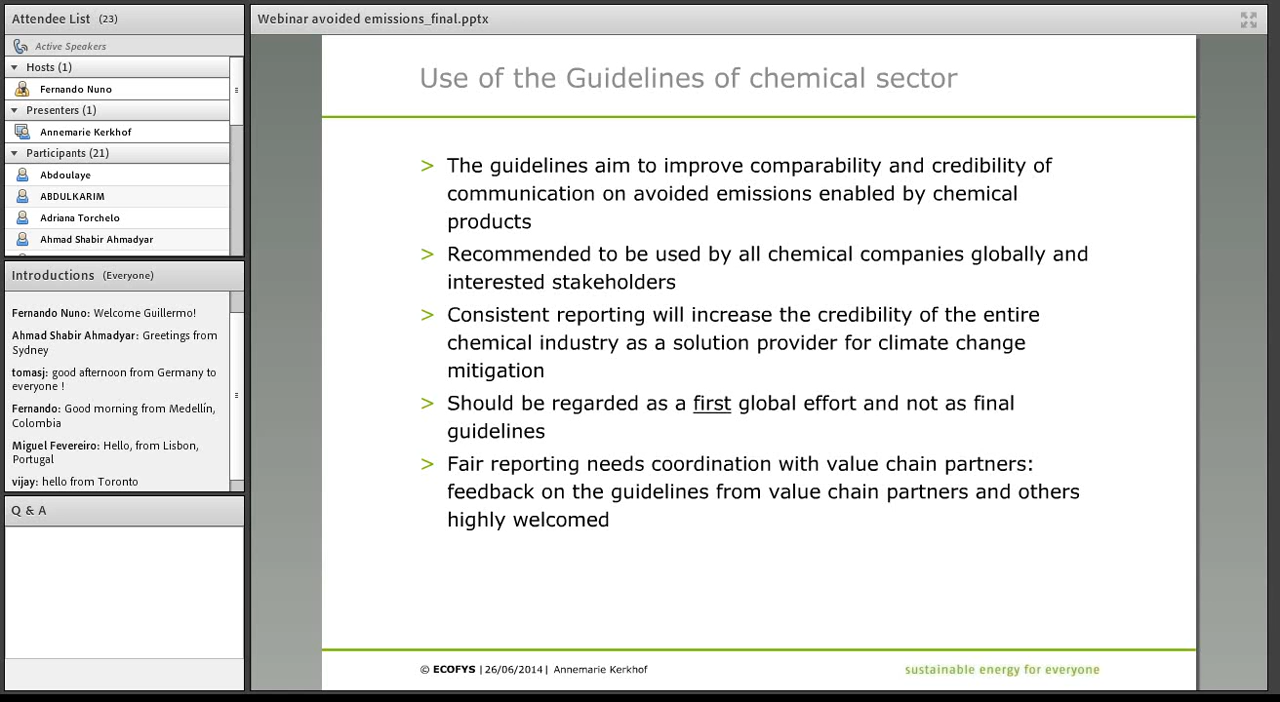 Attendee List (23)
Active Speakers
Hosts (1)
Fernando Nuno
Presenters (1)
Annemarie Kerkhof
Participants (21)
Abdoulaye
ABDULKARIM
Adriana Torchelo
Ahmad Shabir Ahmadyar
Introductions (Everyone)
Fernando Nuno: Welcome Guillermo!
Ahmad Shabir Ahmadyar: Greetings from
Sydney
tomasj: good afternoon from Germany to
everyone !
Fernando: Good morning from Medellín,
Colombia
Miguel Fevereiro: Hello, from Lisbon,
Portugal
vijay: hello from Toronto
Q & A
Webinar avoided emissions_final.pptx
Use of the Guidelines of chemical sector
> The guidelines aim to improve comparability and credibility of
communication on avoided emissions enabled by chemical
products
> Recommended to be used by all chemical companies globally and
interested stakeholders
> Consistent reporting will increase the credibility of the entire
chemical industry as a solution provider for climate change
mitigation
> Should be regarded as a first global effort and not as final
guidelines
> Fair reporting needs coordination with value chain partners:
feedback on the guidelines from value chain partners and others
highly welcomed
© ECOFYS | 26/06/2014 | Annemarie Kerkhof
sustainable energy for everyone